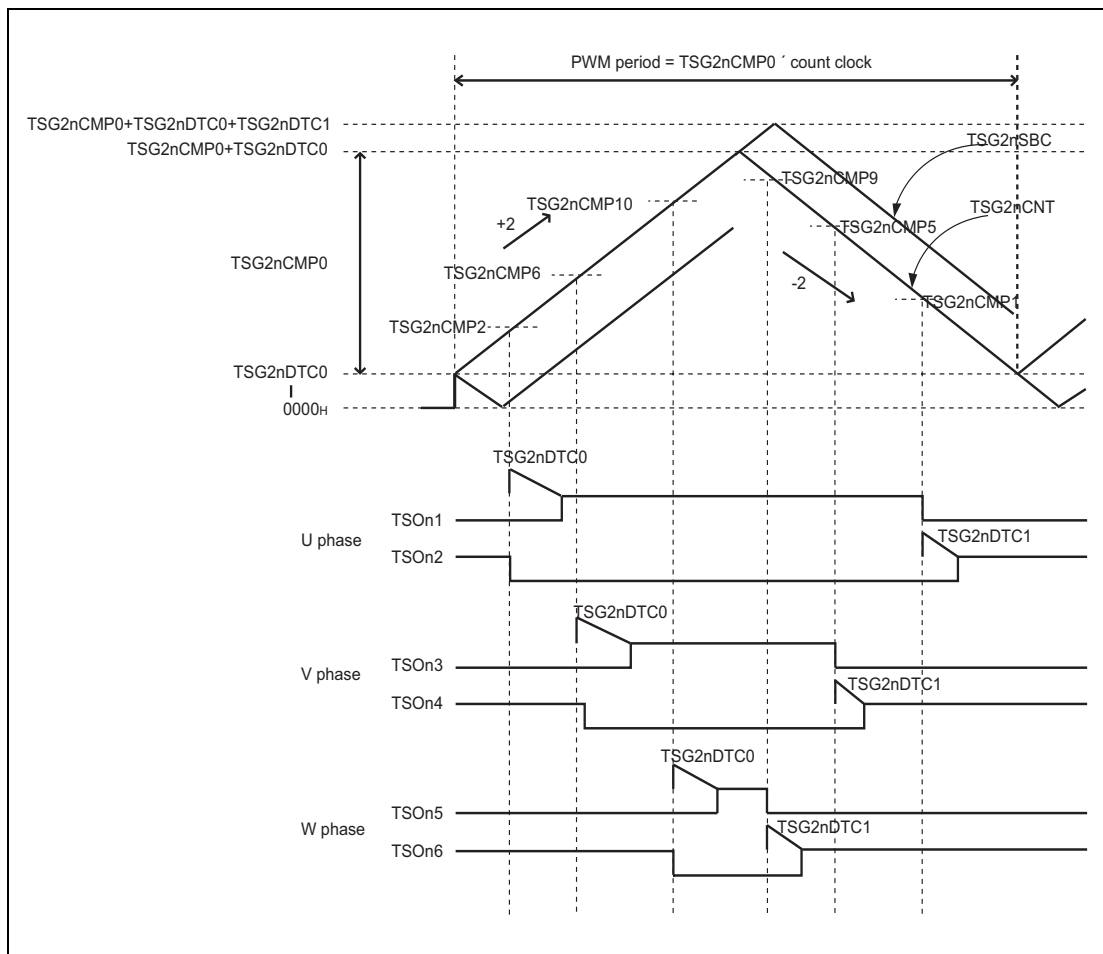 PWM period = TSG2nCMP0 ´ count clock
TSG2nCMP0+TSG2nDTC0+TSG2nDTC1
TSG2nCMP0+TSG2nDTC0
TSG2nSBC
TSG2nCMP9
TSG2nCMP10
TSG2nCNT
+2
TSG2nCMP5
TSG2nCMP0
TSG2nCMP6
-2
TSG2nCMP1
TSG2nCMP2
TSG2nDTC0
0000H
TSG2nDTC0
TSOn1
U phase
TSG2nDTC1
TSOn2
TSG2nDTC0
TSOn3
V phase
TSG2nDTC1
TSOn4
TSG2nDTC0
TSOn5
W phase
TSG2nDTC1
TSOn6